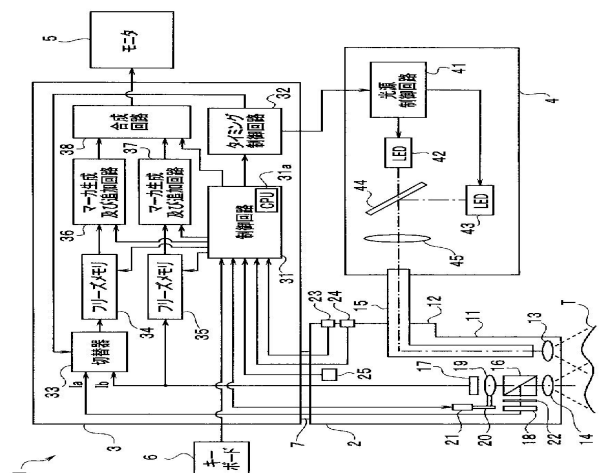 5
モニタ
38
合成
回路
36
マーカ生成
及び追加回路
37
マーカ生成
及び追加回路
32
タイミング
制御回路
31a
CPU
制御回路
31
フリーズメモリ
34
フリーズメモリ
35
切替器
33
Ia
Ib
3
6
キー
ボード
7
2
23
24
25
21
17
19
16
20
18
22
14
15
12
11
13
T
4
光源
制御回路
41
LED
42
44
LED
43
45
1